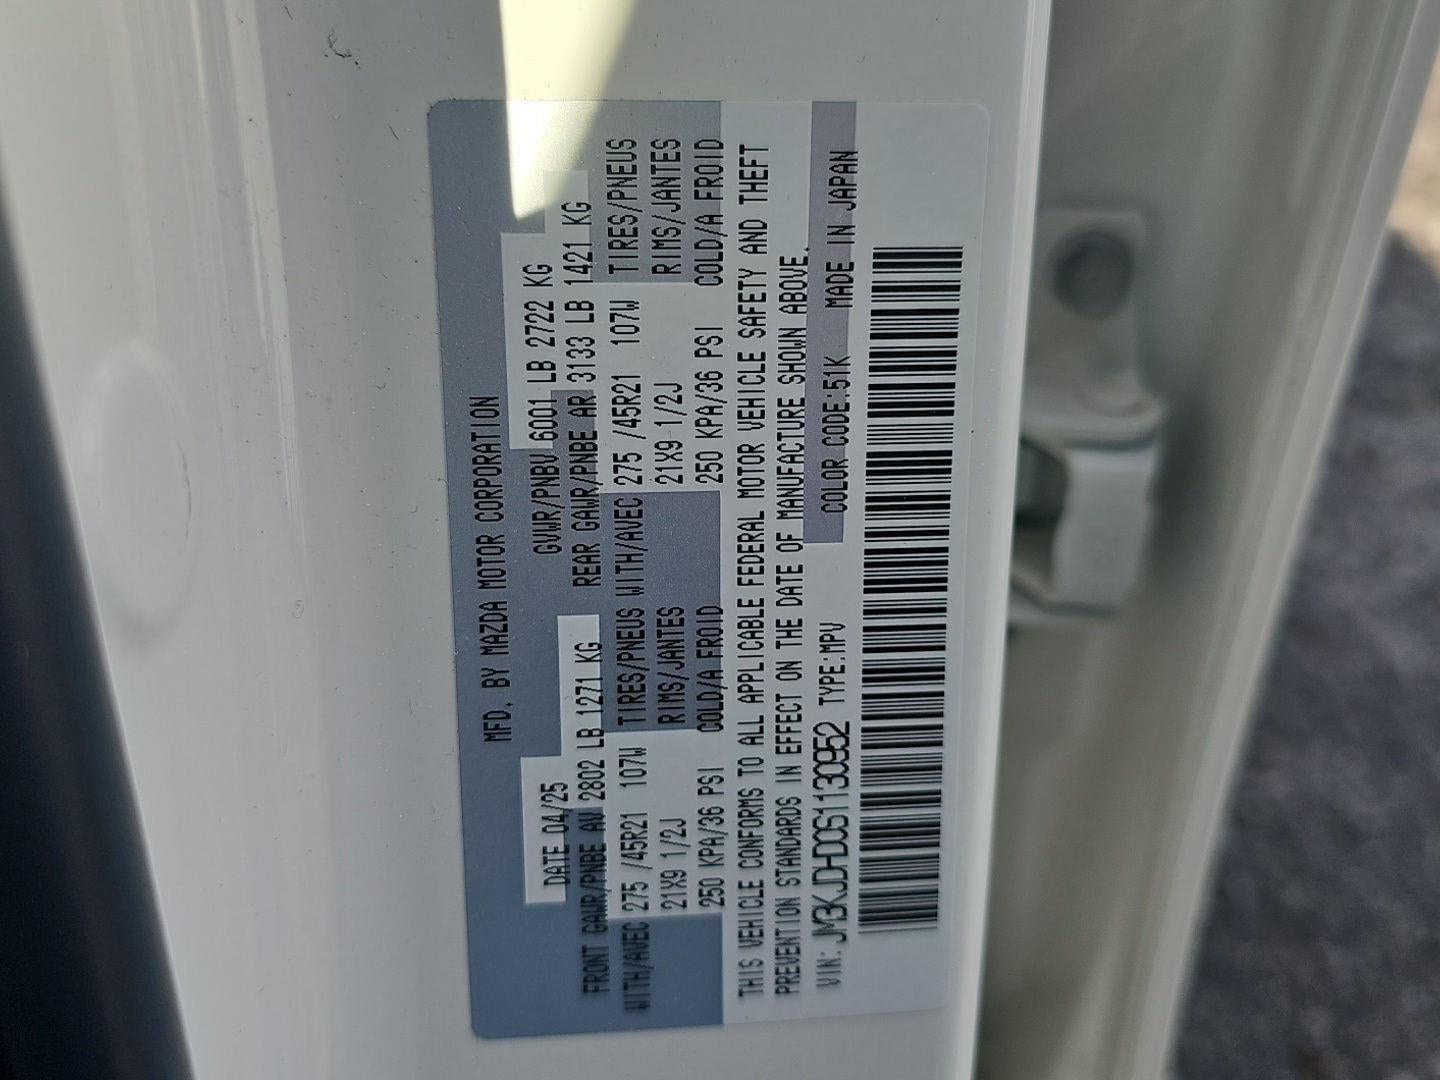 MFD. BY MAZDA MOTOR CORPORATION
DATE 04/25 GVWR/PNBV 6001 LB 2722 KG
FRONT GAWR/PNBE AV 2802 LB 1271 KG REAR GAWR/PNBE AR 3133 LB 1421 KG
WITH/AVEC 275 /45R21 107W TIRES/PNEUS WITH/AVEC 275 /45R21 107W TIRES/PNEUS
21X9 1/2J RIMS/JANTES 21X9 1/2J RIMS/JANTES
250 KPA/36 PSI COLD/A FROID 250 KPA/36 PSI COLD/A FROID
THIS VEHICLE CONFORMS TO ALL APPLICABLE FEDERAL MOTOR VEHICLE SAFETY AND THEFT
PREVENTION STANDARDS IN EFFECT ON THE DATE OF MANUFACTURE SHOWN ABOVE.
VIN: JM3KJDHD0S1130952 TYPE:MPV COLOR CODE:51K MADE IN JAPAN